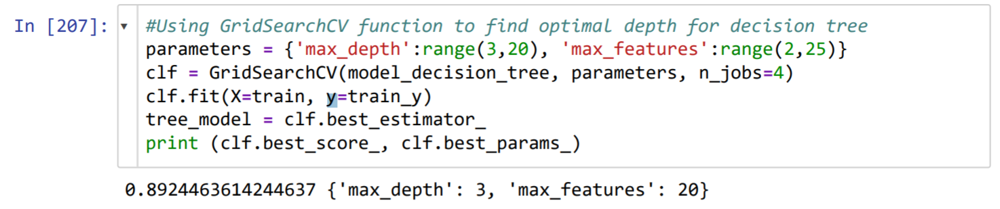 In [207]: ▾ #Using GridSearchCV function to find optimal depth for decision tree
parameters = {'max_depth':range(3,20), 'max_features':range(2,25)}
clf = GridSearchCV(model_decision_tree, parameters, n_jobs=4)
clf.fit(X=train, y=train_y)
tree_model = clf.best_estimator_
print (clf.best_score_, clf.best_params_)
0.8924463614244637 {'max_depth': 3, 'max_features': 20}